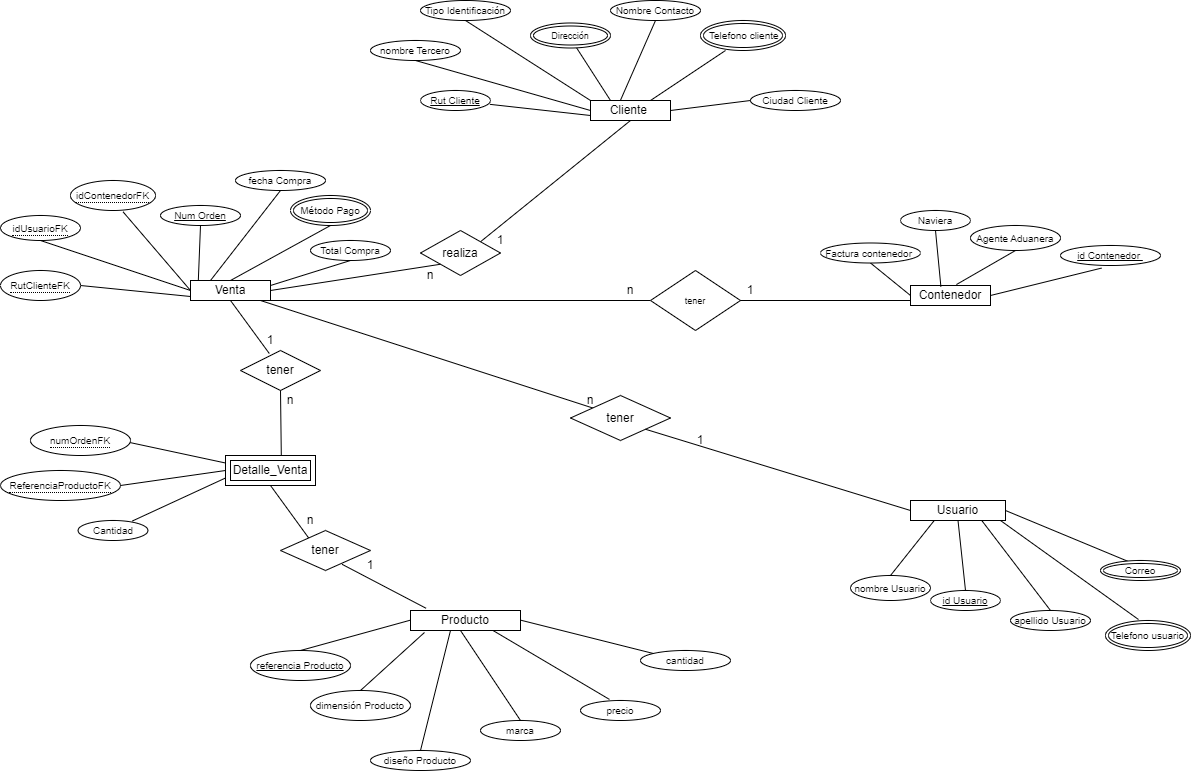 Tipo Identificación
Nombre Contacto
Dirección
Telefono cliente
nombre Tercero
Rut Cliente
Ciudad Cliente
Cliente
fecha Compra
idContenedorFK
Num Orden
Método Pago
idUsuarioFK
Total Compra
RutClienteFK
Venta
realiza
1
n
Naviera
Agente Aduanera
Factura contenedor
id Contenedor
Contenedor
n
tener
1
1
tener
n
n
tener
1
numOrdenFK
ReferenciaProductoFK
Cantidad
Detalle_Venta
n
tener
1
Usuario
nombre Usuario
id Usuario
apellido Usuario
Correo
Telefono usuario
Producto
referencia Producto
dimensión Producto
diseño Producto
marca
precio
cantidad